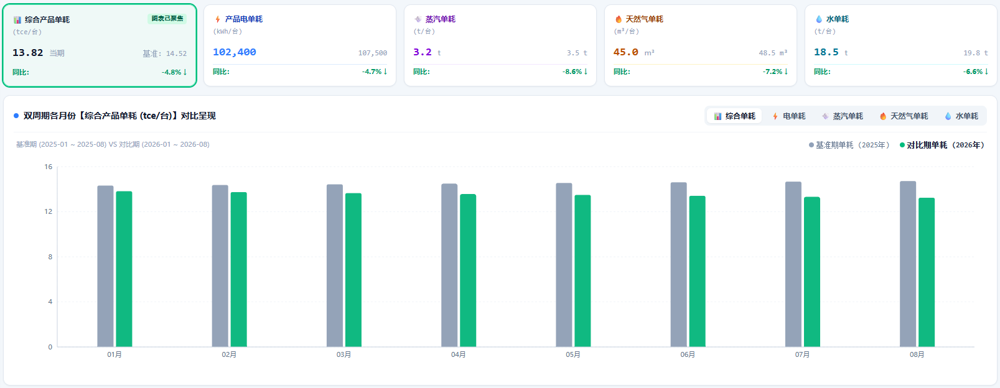 综合产品单耗
图表已聚焦
(tce/台)
13.82 当期
基准: 14.52
同比:
-4.8%↓
产品电单耗
(kWh/台)
102,400
107,500
同比:
-4.7%↓
蒸汽单耗
(t/台)
3.2 t
3.5 t
同比:
-8.6%↓
天然气单耗
(m³/台)
45.0 m³
48.5 m³
同比:
-7.2%↓
水单耗
(t/台)
18.5 t
19.8 t
同比:
-6.6%↓
双周期各月份【综合产品单耗 (tce/台)】对比呈现
综合单耗
电单耗
蒸汽单耗
天然气单耗
水单耗
基准期 (2025-01 ~ 2025-08) VS 对比期 (2026-01 ~ 2026-08)
基准期单耗（2025年）
对比期单耗（2026年）
16
12
8
4
0
01月
02月
03月
04月
05月
06月
07月
08月